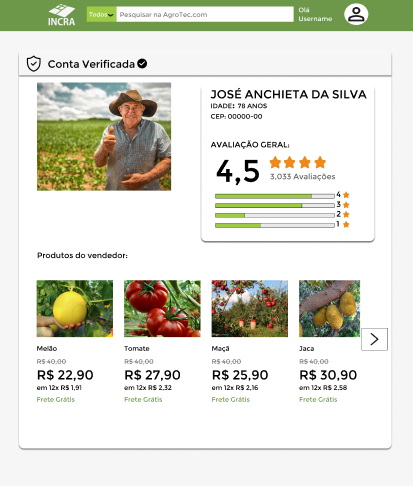 INCRA
Todos
Pesquisar na AgroTec.com
Olá
Username
Conta Verificada
JOSÉ ANCHIETA DA SILVA
IDADE: 78 ANOS
CEP: 00000-00
AVALIAÇÃO GERAL:
4,5
3,033 Avaliações
4
3
2
1
Produtos do vendedor:
Melão
R$ 40,00
R$ 22,90
em 12x R$ 1,91
Frete Grátis
Tomate
R$ 40,00
R$ 27,90
em 12x R$ 2,32
Frete Grátis
Maçã
R$ 40,00
R$ 25,90
em 12x R$ 2,16
Frete Grátis
Jaca
R$ 40,00
R$ 30,90
em 12x R$ 2,58
Frete Grátis